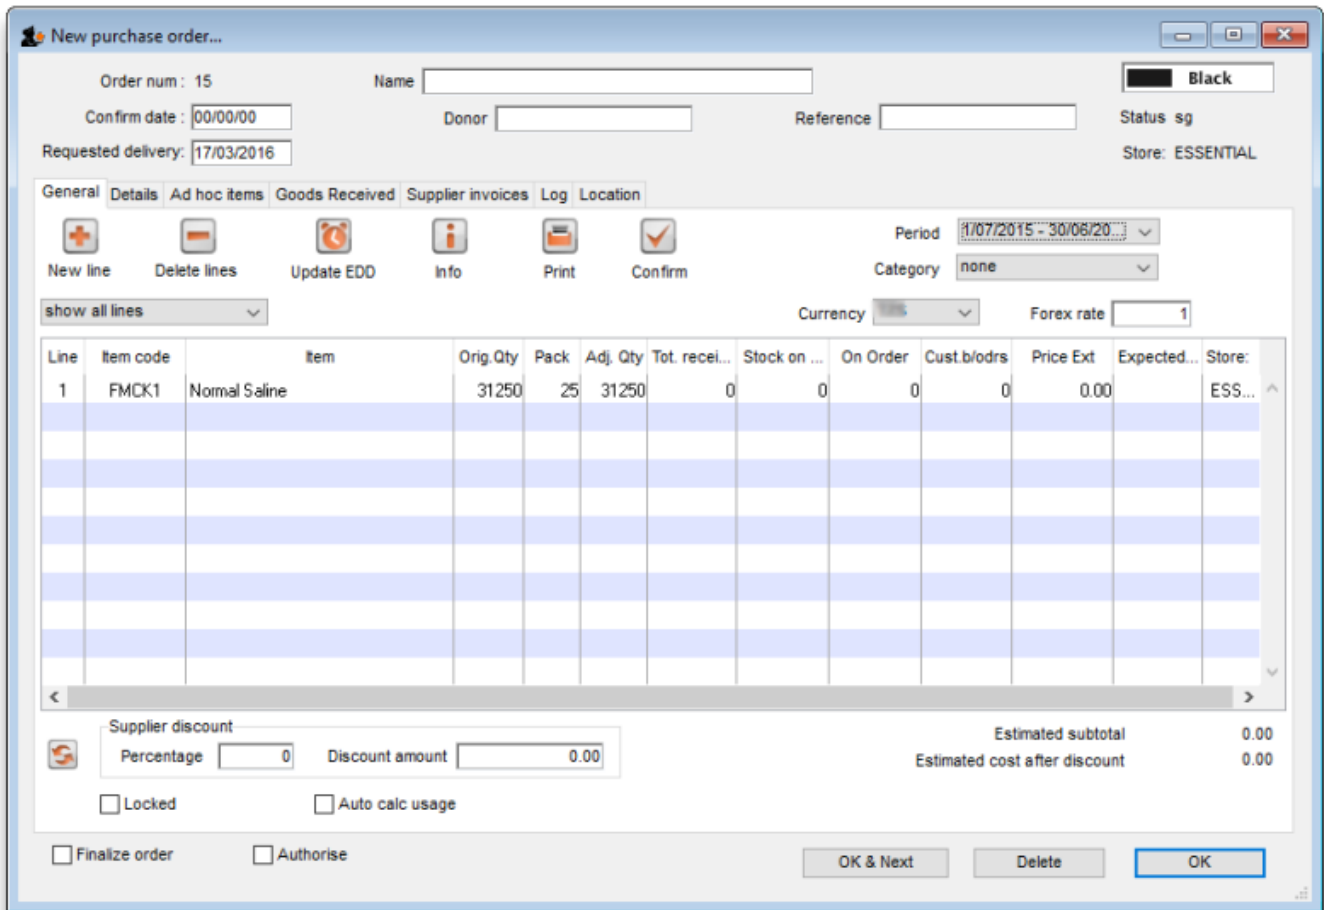 New purchase order...
Order num : 15 Name Black
Confirm date : 00/00/00 Donor Reference Status sg
Requested delivery: 17/03/2016 Store: ESSENTIAL
General Details Ad hoc items Goods Received Supplier invoices Log Location
New line Delete lines Update EDD Info Print Confirm
Period 1/07/2015 - 30/06/20...
Category none
show all lines Currency Forex rate 1
Line Item code Item Orig.Qty Pack Adj. Qty Tot. recei... Stock on ... On Order Cust.b/odrs Price Ext Expected... Store:
1 FMCK1 Normal Saline 31250 25 31250 0 0 0 0 0.00 ESS...
Supplier discount
Percentage 0 Discount amount 0.00
Estimated subtotal 0.00
Estimated cost after discount 0.00
Locked Auto calc usage
Finalize order Authorise OK & Next Delete OK